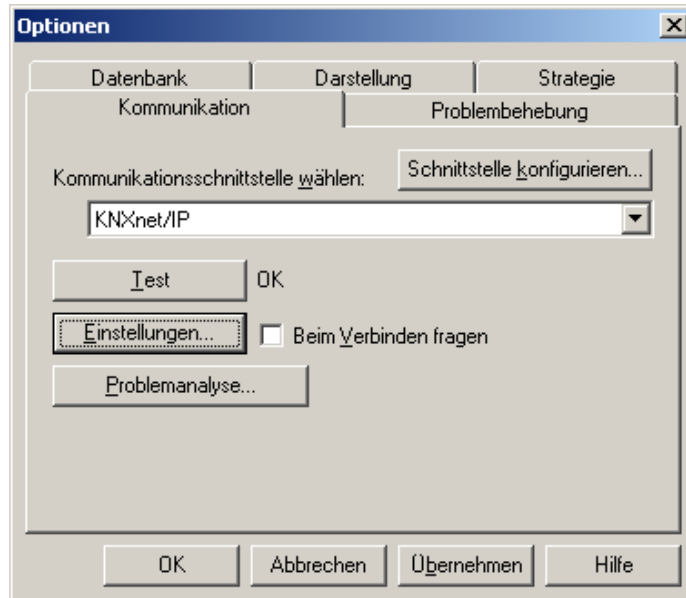 Optionen
Datenbank Darstellung Strategie
Kommunikation Problembehebung
Kommunikationsschnittstelle wählen: Schnittstelle konfigurieren...
KNXnet/IP
Test OK
Einstellungen... Beim Verbinden fragen
Problemanalyse...
OK Abbrechen Übernehmen Hilfe